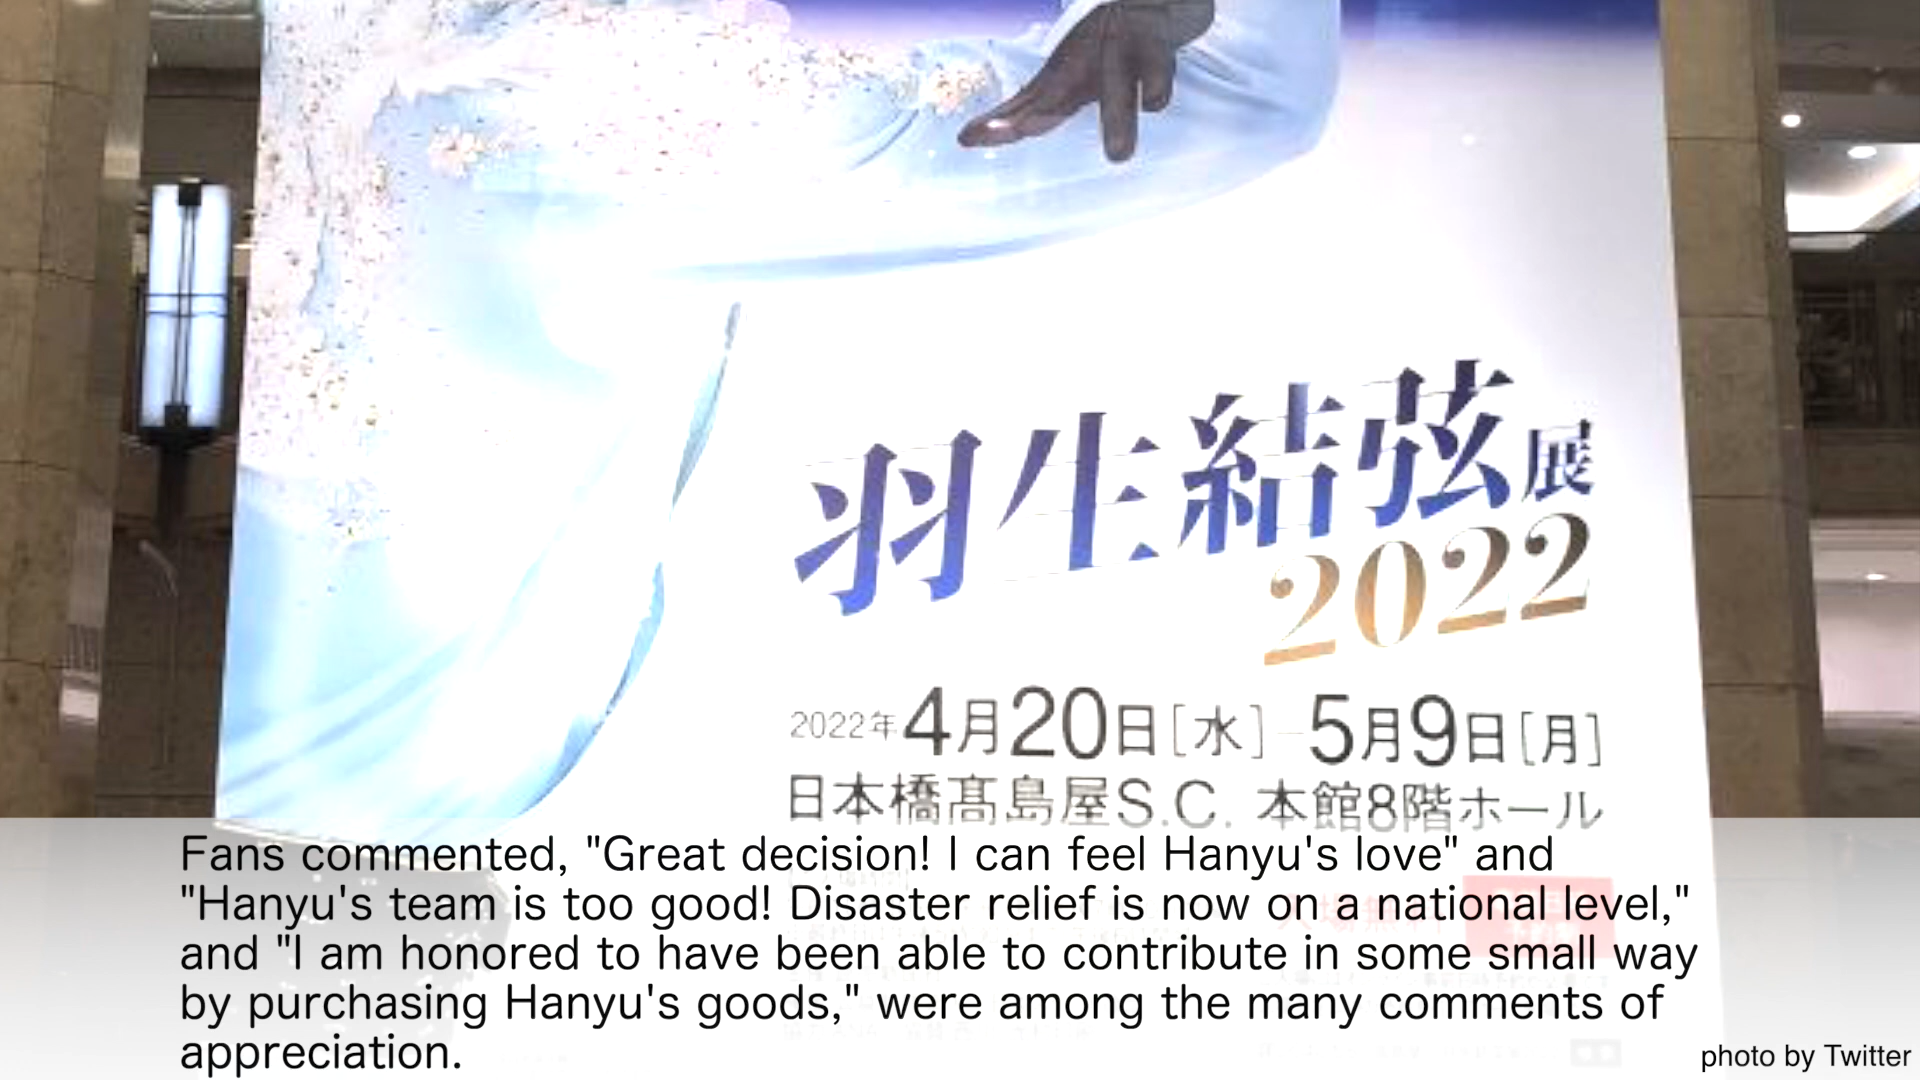 羽生結弦展
2022
2022年4月20日[水]–5月9日[月]
日本橋髙島屋S.C. 本館8階ホール
入場無料
Fans commented, "Great decision! I can feel Hanyu's love" and
"Hanyu's team is too good! Disaster relief is now on a national level,"
and "I am honored to have been able to contribute in some small way
by purchasing Hanyu's goods," were among the many comments of
appreciation.
photo by Twitter